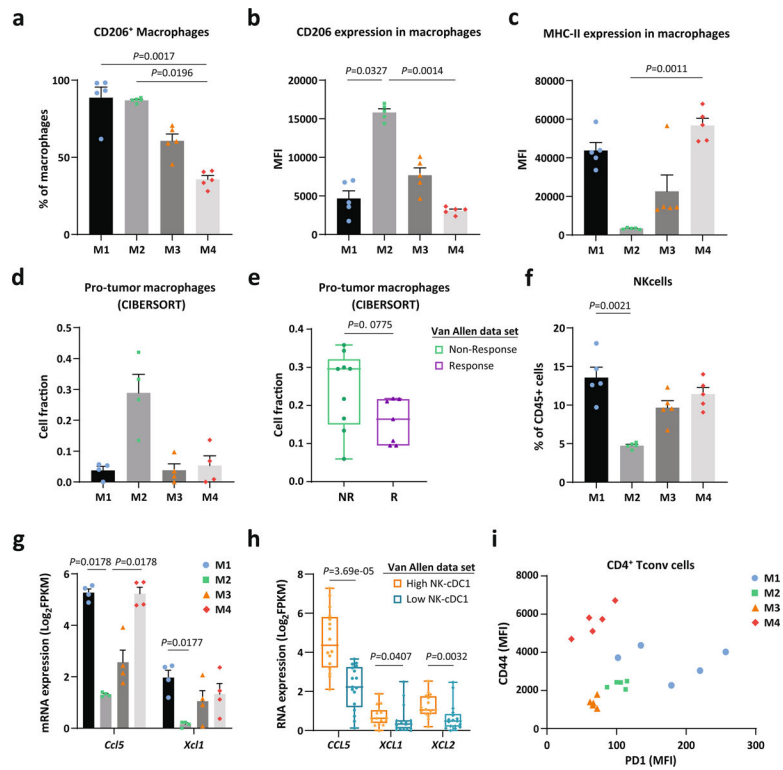 a
CD206⁺ Macrophages
P=0.0017
P=0.0196
% of macrophages
100
50
0
M1 M2 M3 M4
b
CD206 expression in macrophages
P=0.0327 P=0.0014
MFI
20000
15000
10000
5000
0
M1 M2 M3 M4
c
MHC-II expression in macrophages
P=0.0011
MFI
80000
60000
40000
20000
0
M1 M2 M3 M4
d
Pro-tumor macrophages
(CIBERSORT)
Cell fraction
0.5
0.4
0.3
0.2
0.1
0.0
M1 M2 M3 M4
e
Pro-tumor macrophages
(CIBERSORT)
P=0. 0775
Cell fraction
0.4
0.3
0.2
0.1
0.0
NR R
Van Allen data set
Non-Response
Response
f
NKcells
P=0.0021
% of CD45+ cells
20
15
10
5
0
M1 M2 M3 M4
g
P=0.0178 P=0.0178
P=0.0177
mRNA expression (Log₂FPKM)
6
4
2
0
Ccl5 Xcl1
M1
M2
M3
M4
h
Van Allen data set
High NK-cDC1
Low NK-cDC1
P=3.69e-05
P=0.0407 P=0.0032
RNA expression (Log₂FPKM)
8
6
4
2
0
CCL5 XCL1 XCL2
i
CD4⁺ Tconv cells
CD44 (MFI)
8000
6000
4000
2000
0
0 100 200 300
PD1 (MFI)
M1
M2
M3
M4